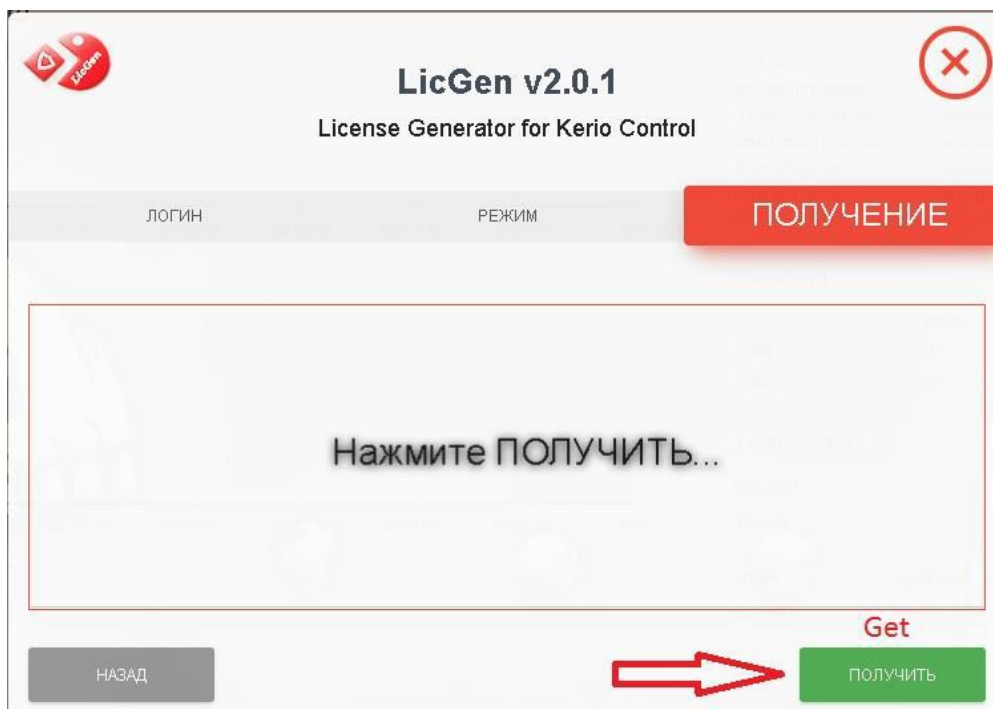 LicGen
LicGen v2.0.1
License Generator for Kerio Control
ЛОГИН
РЕЖИМ
ПОЛУЧЕНИЕ
Нажмите ПОЛУЧИТЬ...
Get
НАЗАД
ПОЛУЧИТЬ